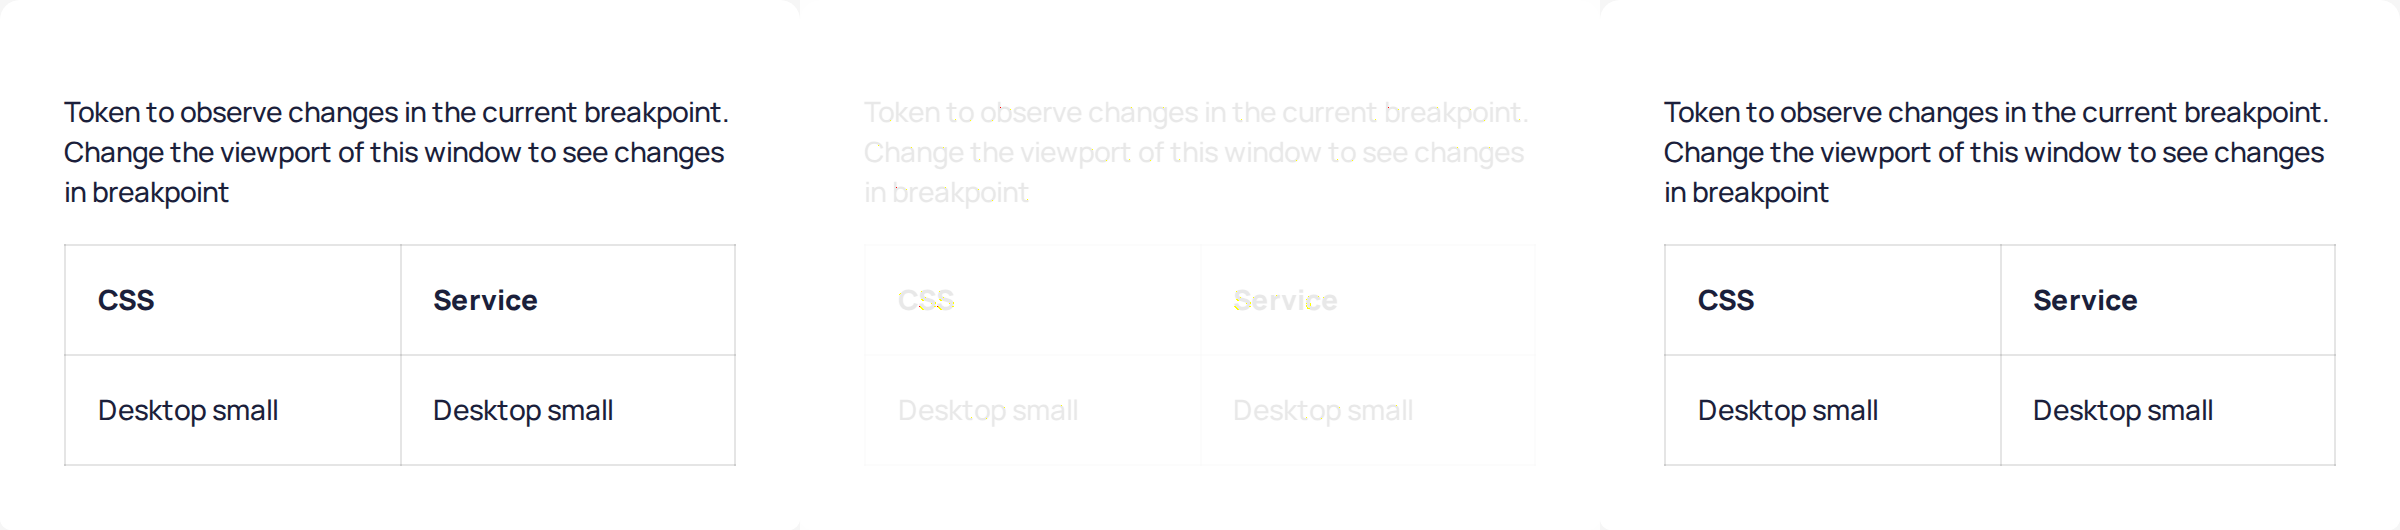 Token to observe changes in the current breakpoint.
Change the viewport of this window to see changes
in breakpoint
CSS Service
Desktop small Desktop small
Token to observe changes in the current breakpoint.
Change the viewport of this window to see changes
in breakpoint
CSS Service
Desktop small Desktop small
Token to observe changes in the current breakpoint.
Change the viewport of this window to see changes
in breakpoint
CSS Service
Desktop small Desktop small